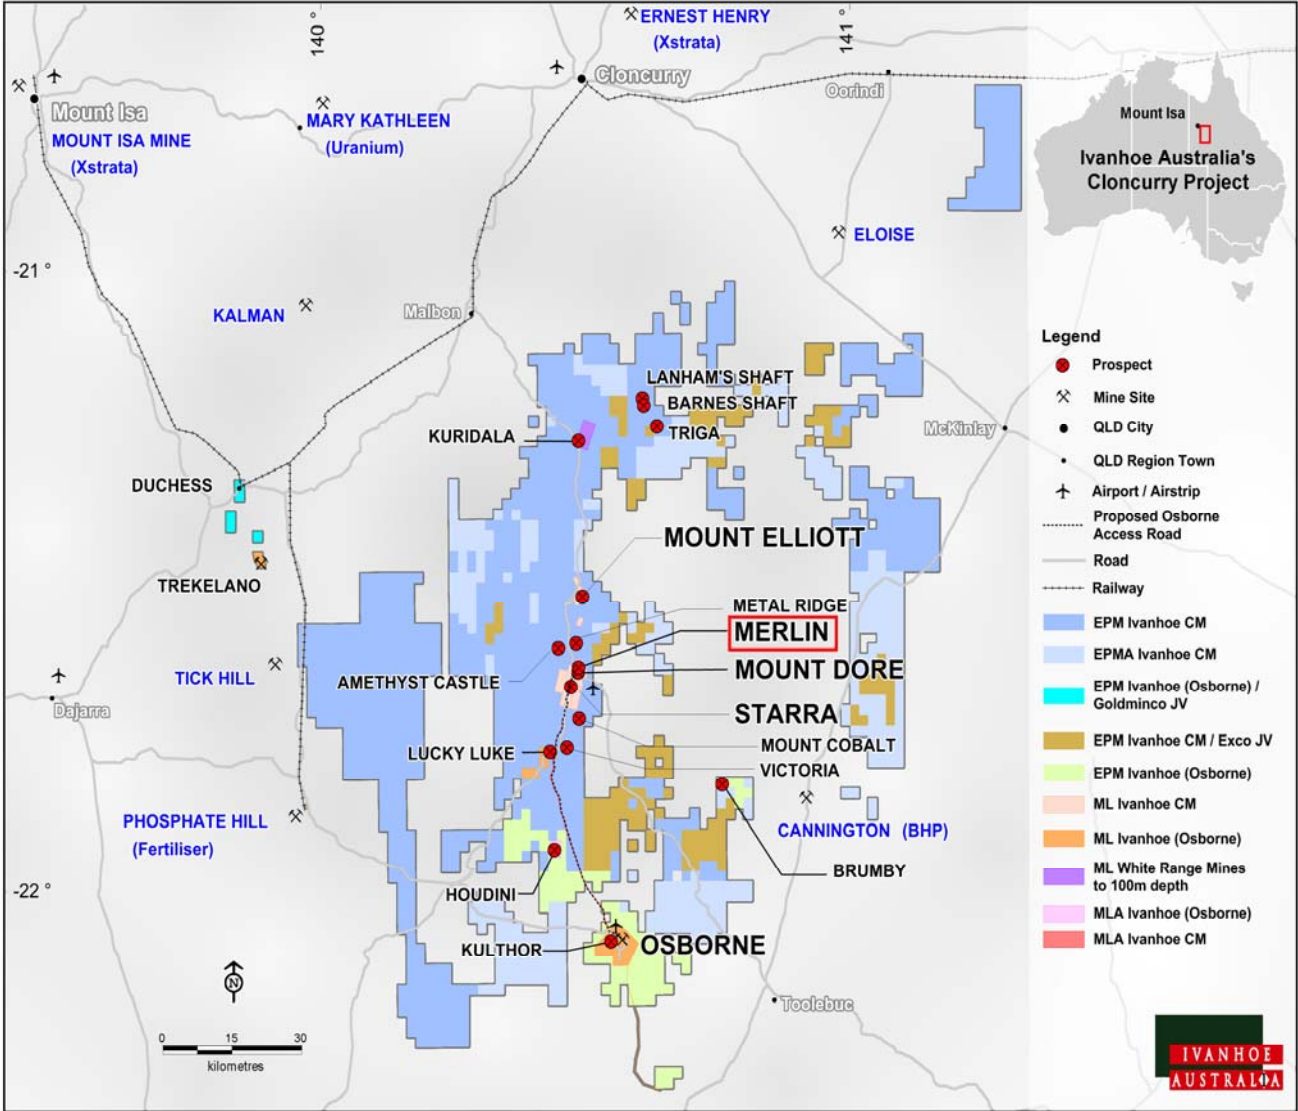 140 °
141 °
ERNEST HENRY
(Xstrata)
Cloncurry
Oorindi
Mount Isa
MOUNT ISA MINE
(Xstrata)
MARY KATHLEEN
(Uranium)
Mount Isa
Ivanhoe Australia's
Cloncurry Project
ELOISE
-21 °
KALMAN
Malbon
LANHAM'S SHAFT
BARNES SHAFT
TRIGA
KURIDALA
McKinlay
DUCHESS
TREKELANO
MOUNT ELLIOTT
METAL RIDGE
MERLIN
MOUNT DORE
AMETHYST CASTLE
TICK HILL
Dajarra
STARRA
MOUNT COBALT
LUCKY LUKE
VICTORIA
PHOSPHATE HILL
(Fertiliser)
CANNINGTON (BHP)
BRUMBY
-22 °
HOUDINI
KULTHOR
OSBORNE
Toolebuc
N
0 15 30
kilometres
Legend
Prospect
Mine Site
QLD City
QLD Region Town
Airport / Airstrip
Proposed Osborne
Access Road
Road
Railway
EPM Ivanhoe CM
EPMA Ivanhoe CM
EPM Ivanhoe (Osborne) /
Goldminco JV
EPM Ivanhoe CM / Exco JV
EPM Ivanhoe (Osborne)
ML Ivanhoe CM
ML Ivanhoe (Osborne)
ML White Range Mines
to 100m depth
MLA Ivanhoe (Osborne)
MLA Ivanhoe CM
IVANHOE
AUSTRALIA